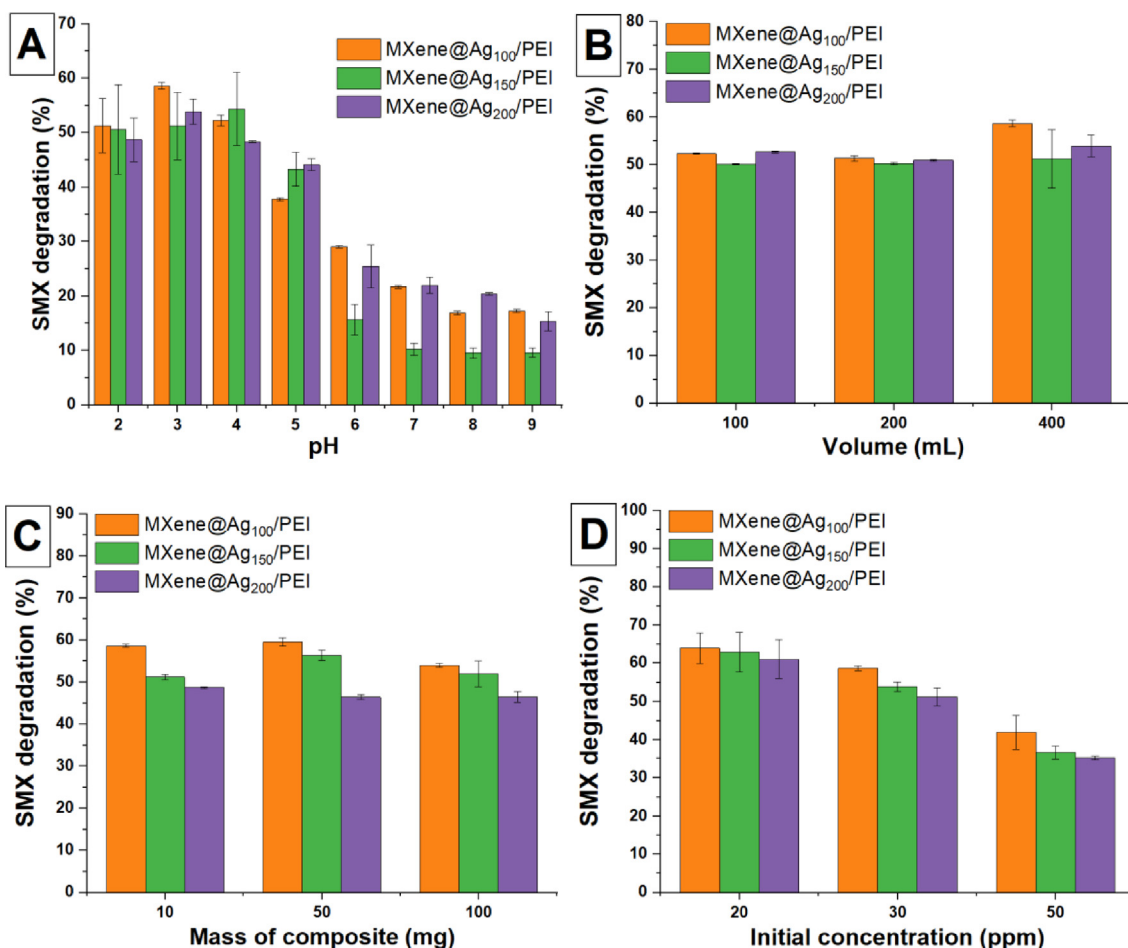 A
MXene@Ag₁₀₀/PEI
MXene@Ag₁₅₀/PEI
MXene@Ag₂₀₀/PEI
SMX degradation (%)
70
60
50
40
30
20
10
0
2 3 4 5 6 7 8 9
pH
B
MXene@Ag₁₀₀/PEI
MXene@Ag₁₅₀/PEI
MXene@Ag₂₀₀/PEI
SMX degradation (%)
80
70
60
50
40
30
20
10
0
100 200 400
Volume (mL)
C
MXene@Ag₁₀₀/PEI
MXene@Ag₁₅₀/PEI
MXene@Ag₂₀₀/PEI
SMX degradation (%)
90
80
70
60
50
40
30
20
10
0
10 50 100
Mass of composite (mg)
D
MXene@Ag₁₀₀/PEI
MXene@Ag₁₅₀/PEI
MXene@Ag₂₀₀/PEI
SMX degradation (%)
100
90
80
70
60
50
40
30
20
10
0
20 30 50
Initial concentration (ppm)